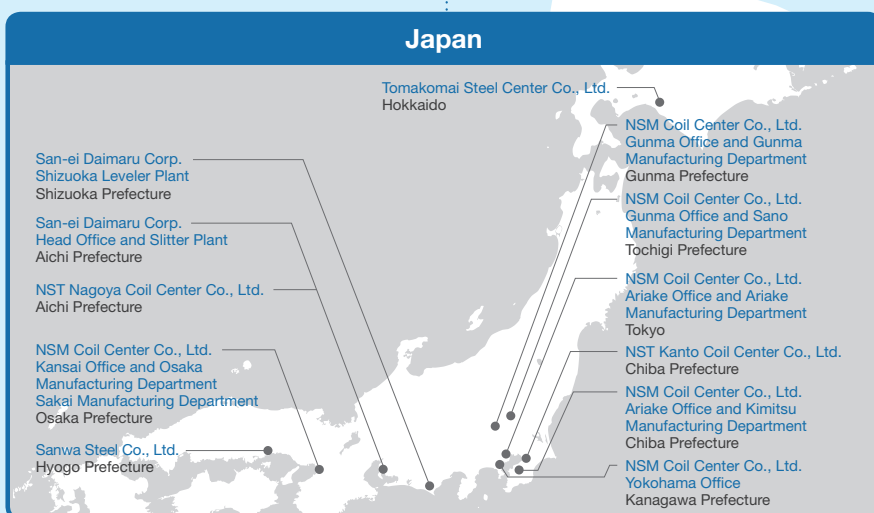 Japan
Tomakomai Steel Center Co., Ltd.
Hokkaido
San-ei Daimaru Corp.
Shizuoka Leveler Plant
Shizuoka Prefecture
San-ei Daimaru Corp.
Head Office and Slitter Plant
Aichi Prefecture
NST Nagoya Coil Center Co., Ltd.
Aichi Prefecture
NSM Coil Center Co., Ltd.
Kansai Office and Osaka
Manufacturing Department
Sakai Manufacturing Department
Osaka Prefecture
Sanwa Steel Co., Ltd.
Hyogo Prefecture
NSM Coil Center Co., Ltd.
Gunma Office and Gunma
Manufacturing Department
Gunma Prefecture
NSM Coil Center Co., Ltd.
Gunma Office and Sano
Manufacturing Department
Tochigi Prefecture
NSM Coil Center Co., Ltd.
Ariake Office and Ariake
Manufacturing Department
Tokyo
NST Kanto Coil Center Co., Ltd.
Chiba Prefecture
NSM Coil Center Co., Ltd.
Ariake Office and Kimitsu
Manufacturing Department
Chiba Prefecture
NSM Coil Center Co., Ltd.
Yokohama Office
Kanagawa Prefecture